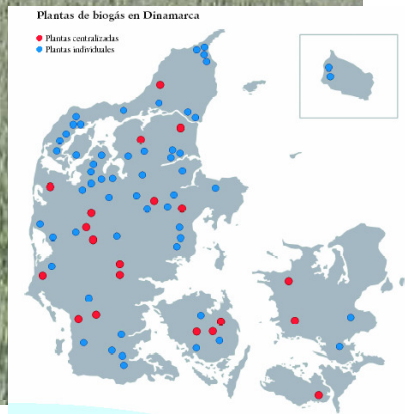 Plantas de biogás en Dinamarca
Plantas centralizadas
Plantas individuales